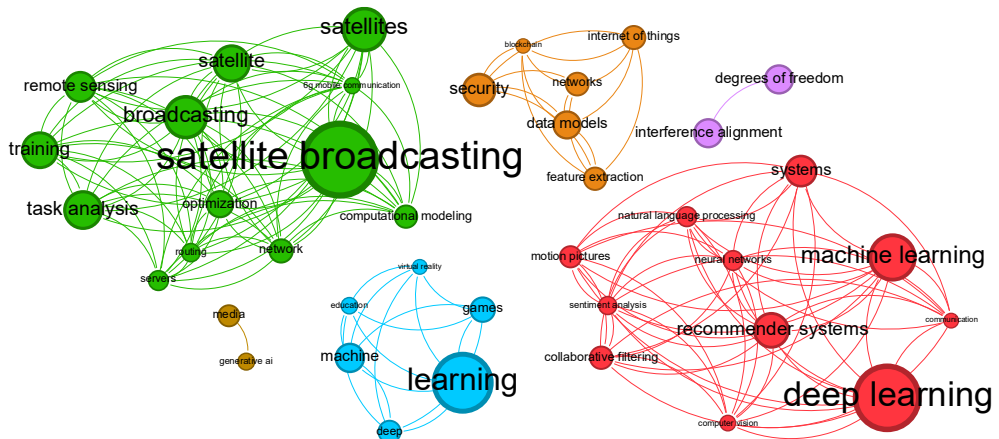 satellites
satellite
remote sensing
6g mobile communication
broadcasting
training
satellite broadcasting
task analysis
optimization
computational modeling
routing
network
servers
blockchain
internet of things
security
networks
data models
feature extraction
degrees of freedom
interference alignment
media
generative ai
virtual reality
education
games
machine
learning
deep
systems
natural language processing
motion pictures
neural networks
machine learning
sentiment analysis
communication
recommender systems
collaborative filtering
deep learning
computer vision